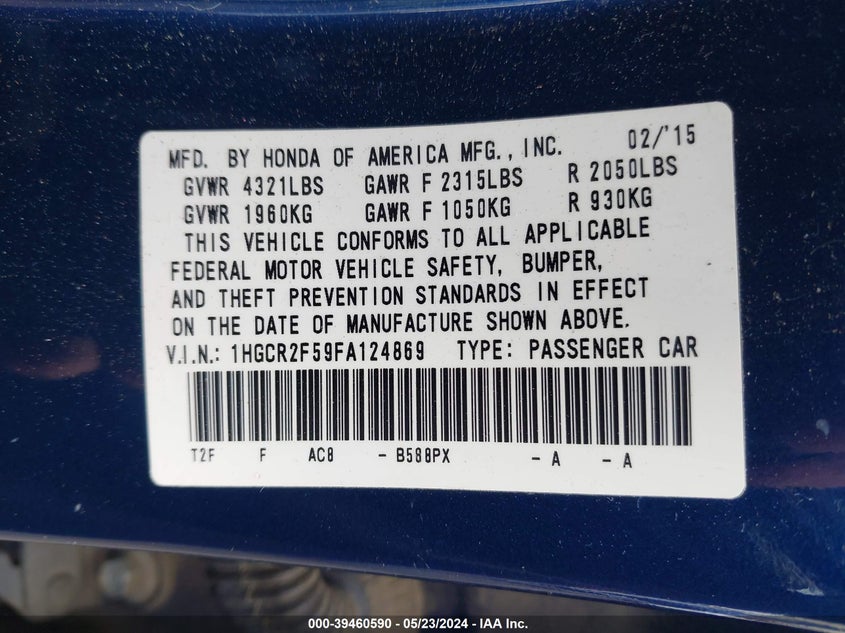 MFD. BY HONDA OF AMERICA MFG., INC. 02/'15
GVWR 4321LBS GAWR F 2315LBS R 2050LBS
GVWR 1960KG GAWR F 1050KG R 930KG
THIS VEHICLE CONFORMS TO ALL APPLICABLE
FEDERAL MOTOR VEHICLE SAFETY, BUMPER,
AND THEFT PREVENTION STANDARDS IN EFFECT
ON THE DATE OF MANUFACTURE SHOWN ABOVE.
V.I.N.: 1HGCR2F59FA124869 TYPE: PASSENGER CAR
T2F F AC8 - B588PX - A - A
000-39460590 - 05/23/2024 - IAA Inc.